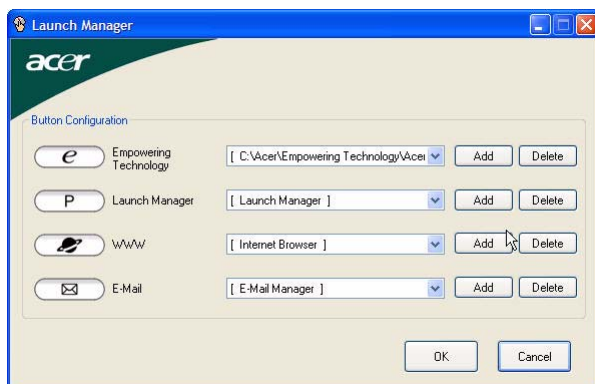 Launch Manager
acer
Button Configuration
e Empowering Technology [ C:\Acer\Empowering Technology\Acer Add Delete
P Launch Manager [ Launch Manager ] Add Delete
WWW [ Internet Browser ] Add Delete
E-Mail [ E-Mail Manager ] Add Delete
OK Cancel